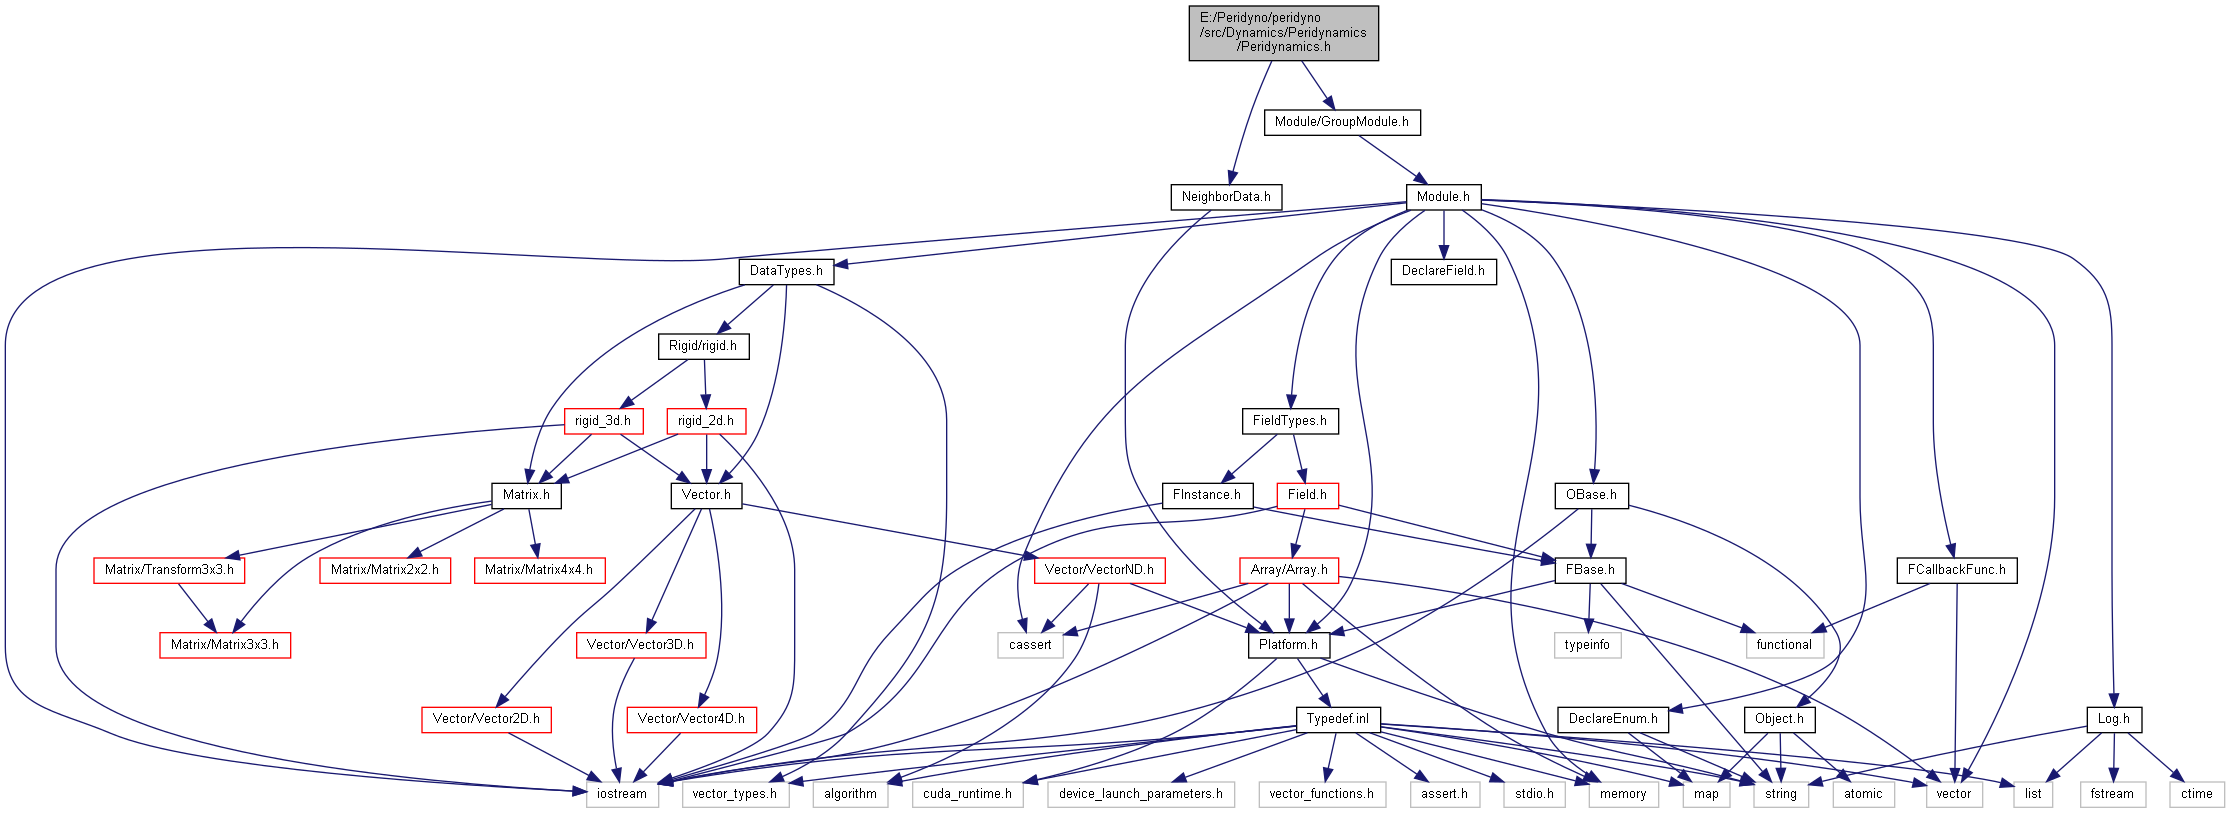 E:/Peridyno/peridyno
/src/Dynamics/Peridynamics
/Peridynamics.h
Module/GroupModule.h
NeighborData.h
Module.h
DataTypes.h
DeclareField.h
Rigid/rigid.h
rigid_3d.h
rigid_2d.h
FieldTypes.h
Matrix.h
Vector.h
FInstance.h
Field.h
OBase.h
Matrix/Transform3x3.h
Matrix/Matrix2x2.h
Matrix/Matrix4x4.h
Vector/VectorND.h
Array/Array.h
FBase.h
FCallbackFunc.h
Matrix/Matrix3x3.h
Vector/Vector3D.h
cassert
Platform.h
typeinfo
functional
Vector/Vector2D.h
Vector/Vector4D.h
Typedef.inl
DeclareEnum.h
Object.h
Log.h
iostream
vector_types.h
algorithm
cuda_runtime.h
device_launch_parameters.h
vector_functions.h
assert.h
stdio.h
memory
map
string
atomic
vector
list
fstream
ctime